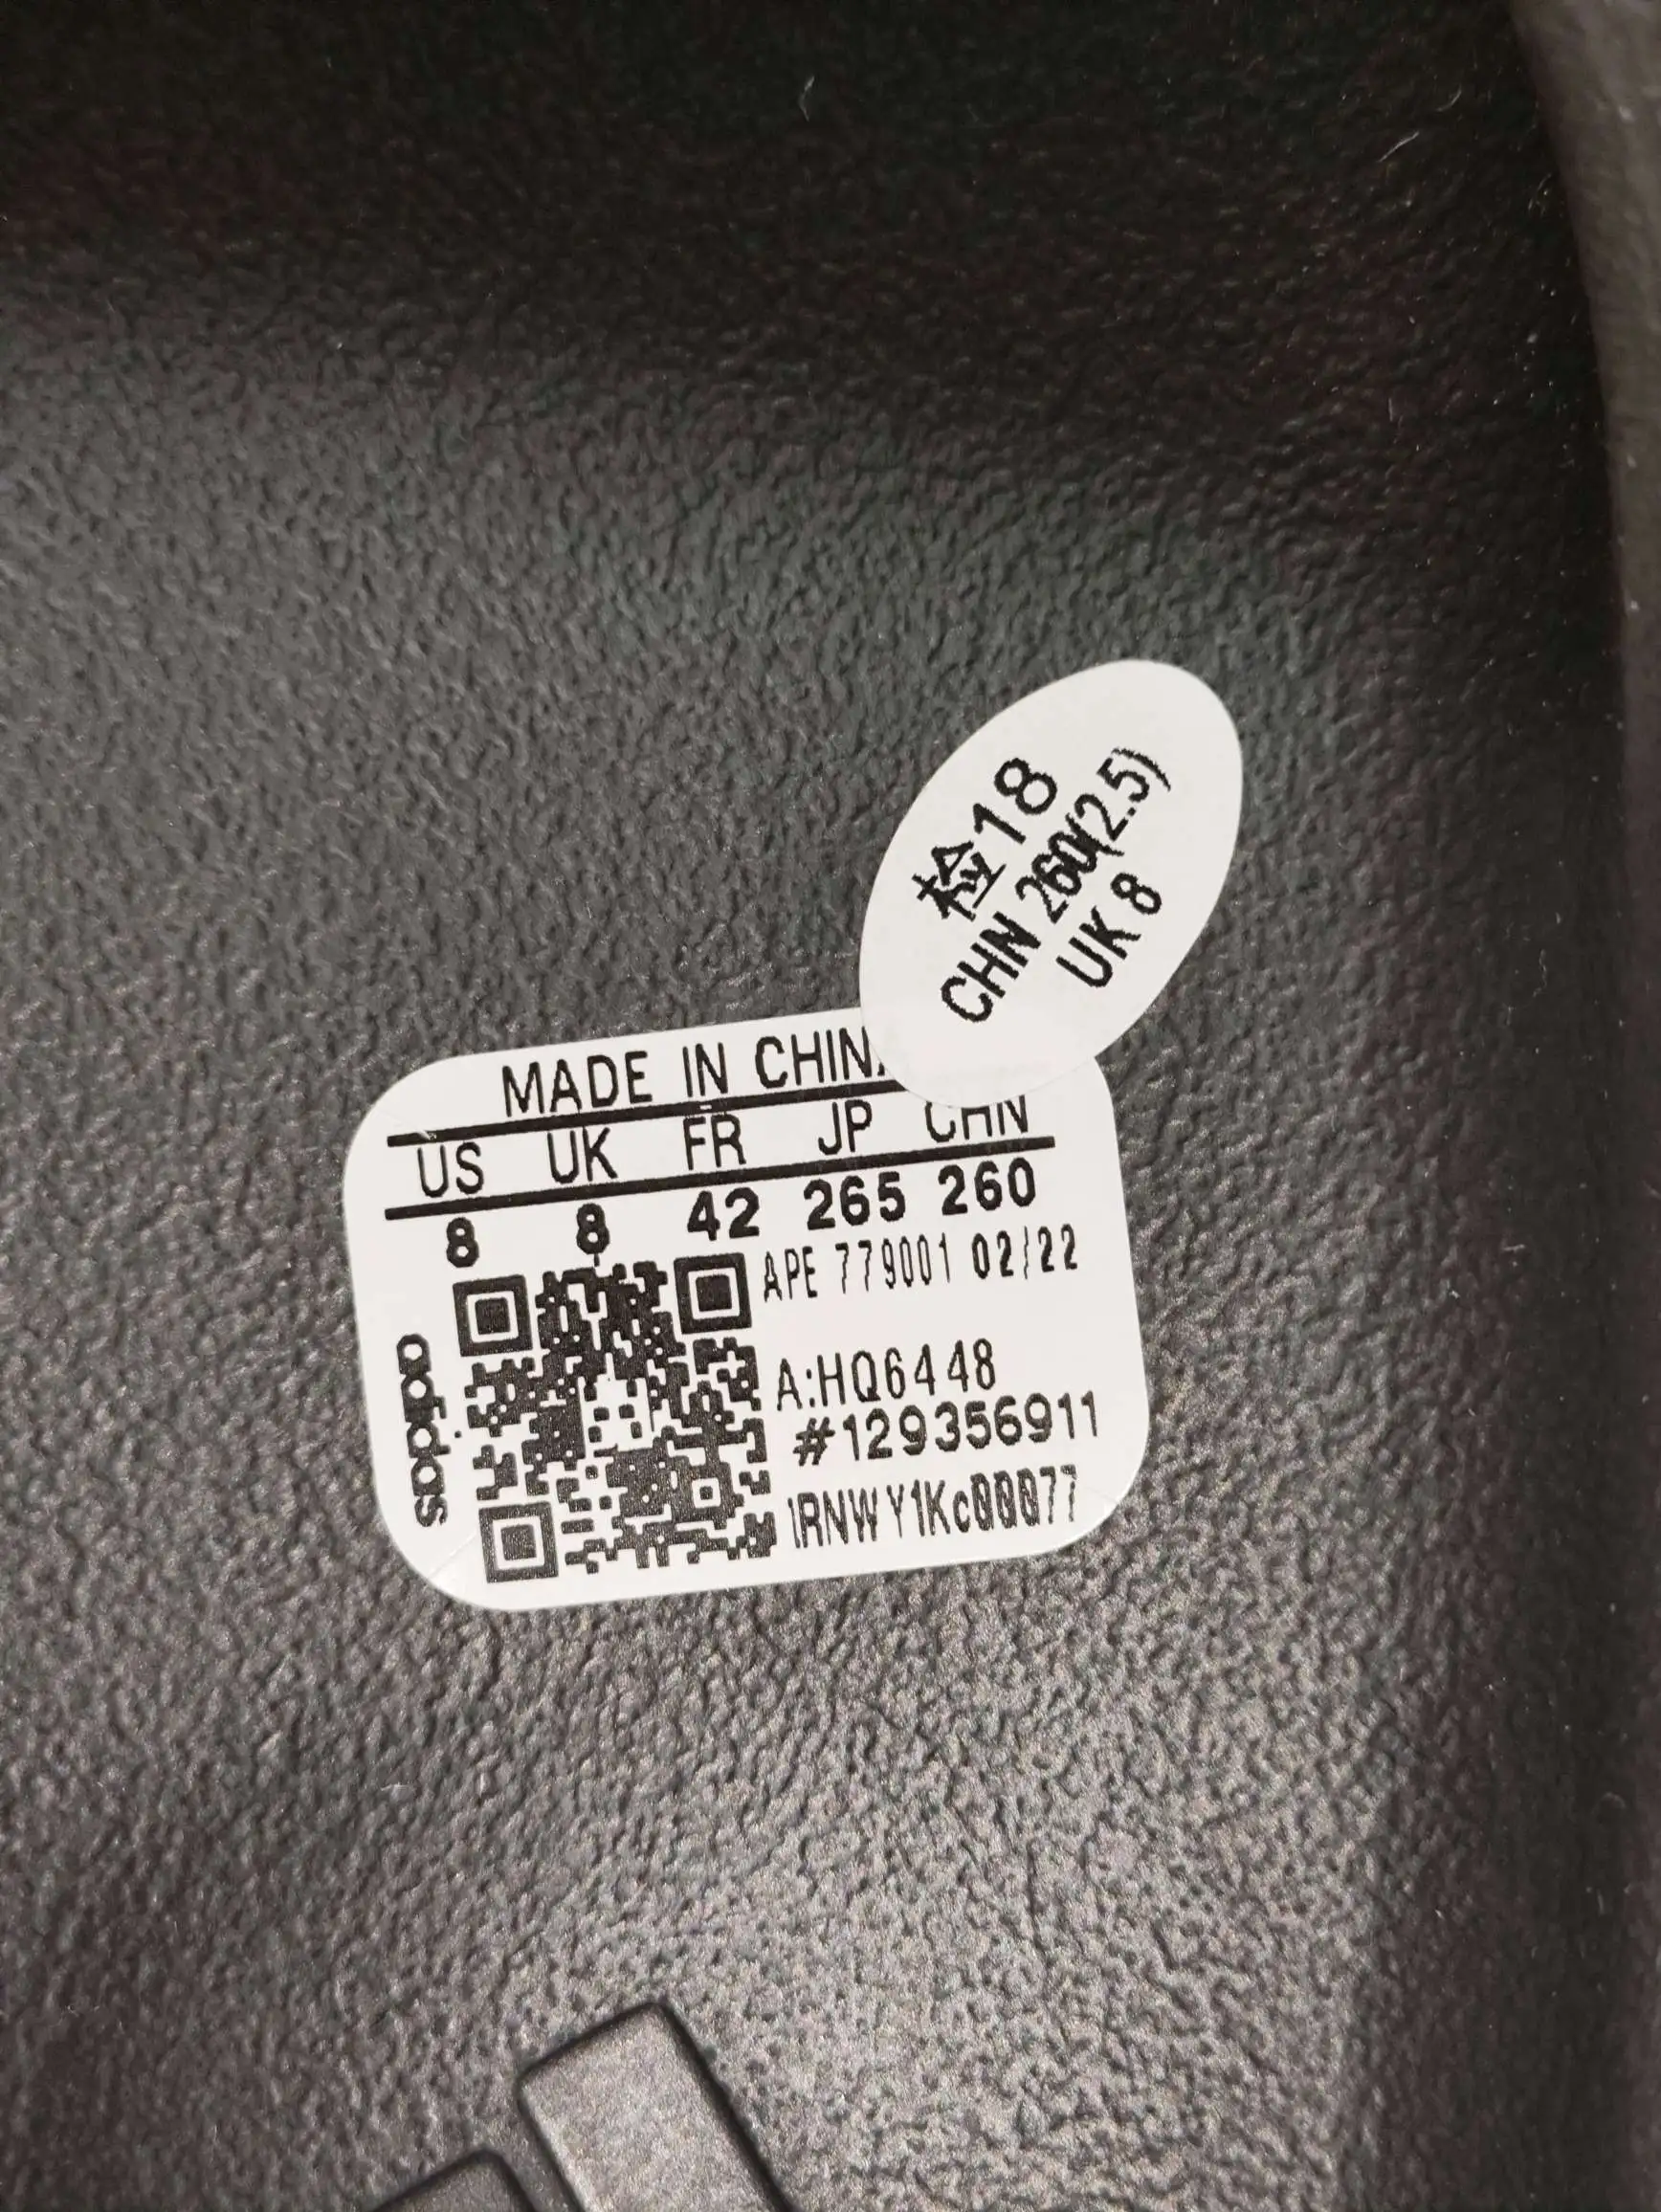 检18
CHN 260(2.5)
UK 8
MADE IN CHINA
US UK FR JP CHN
8 8 42 265 260
APE 779001 02/22
A:HQ6448
#129356911
1RNWY1Kc00077
adidas